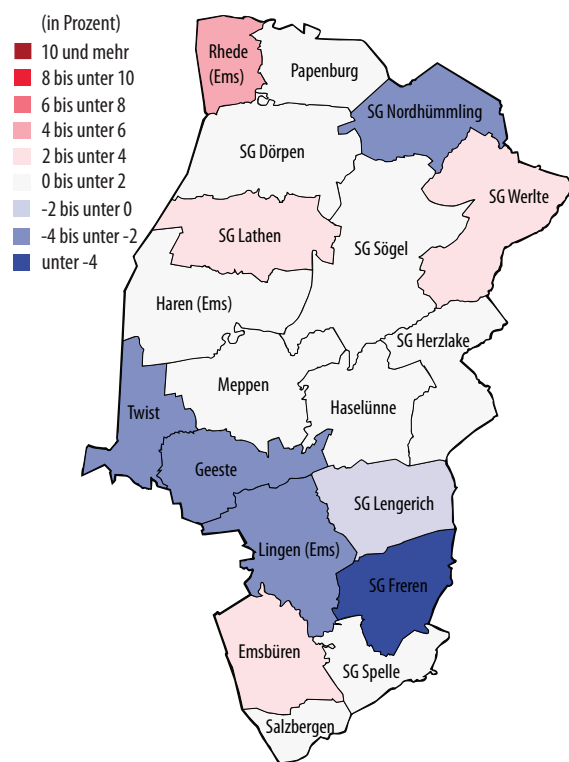 (in Prozent)
10 und mehr
8 bis unter 10
6 bis unter 8
4 bis unter 6
2 bis unter 4
0 bis unter 2
-2 bis unter 0
-4 bis unter -2
unter -4
Rhede
(Ems)
Papenburg
SG Nordhümmling
SG Dörpen
SG Werlte
SG Lathen
SG Sögel
Haren (Ems)
SG Herzlake
Meppen
Haselünne
Twist
Geeste
SG Lengerich
Lingen (Ems)
SG Freren
Emsbüren
SG Spelle
Salzbergen